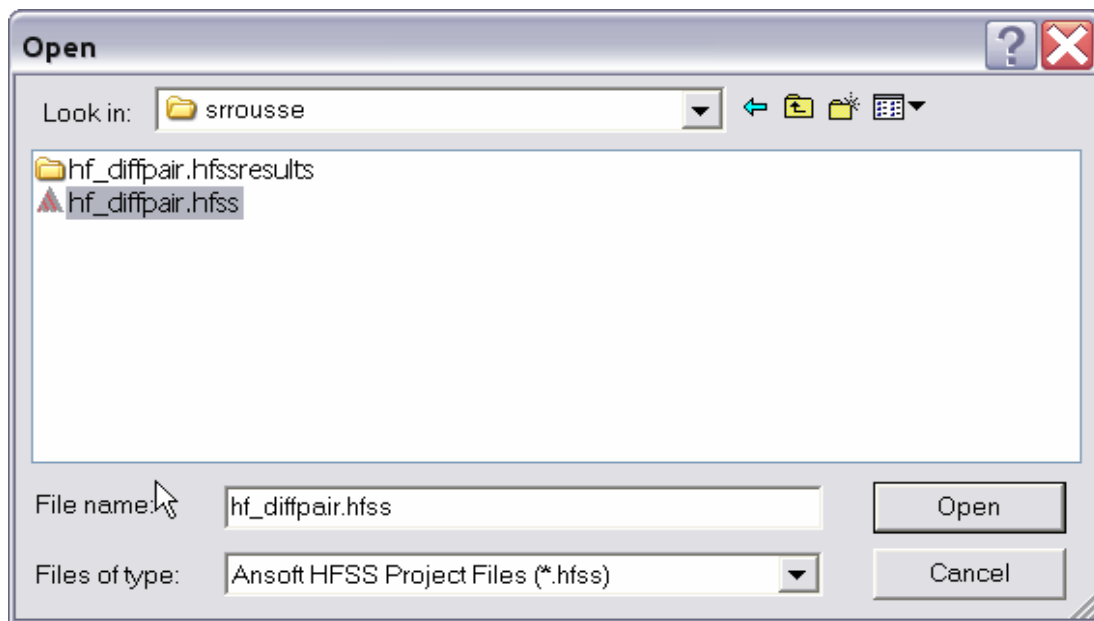 Open
Look in: srrousse
hf_diffpair.hfssresults
hf_diffpair.hfss
File name: hf_diffpair.hfss
Open
Files of type: Ansoft HFSS Project Files (*.hfss)
Cancel